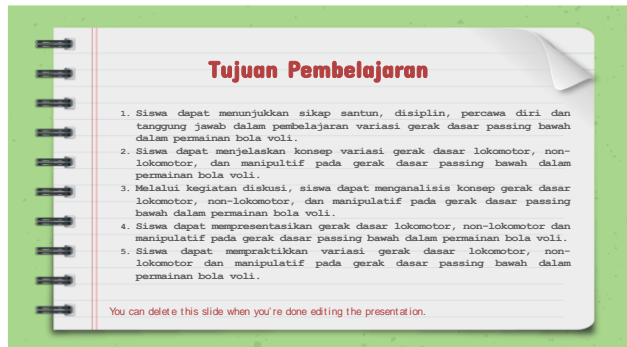 Tujuan Pembelajaran
1. Siswa dapat menunjukkan sikap santun, disiplin, percawa diri dan
tanggung jawab dalam pembelajaran variasi gerak dasar passing bawah
dalam permainan bola voli.
2. Siswa dapat menjelaskan konsep variasi gerak dasar lokomotor, non-
lokomotor, dan manipultif pada gerak dasar passing bawah dalam
permainan bola voli.
3. Melalui kegiatan diskusi, siswa dapat menganalisis konsep gerak dasar
lokomotor, non-lokomotor, dan manipulatif pada gerak dasar passing
bawah dalam permainan bola voli.
4. Siswa dapat mempresentasikan gerak dasar lokomotor, non-lokomotor dan
manipulatif pada gerak dasar passing bawah dalam permainan bola voli.
5. Siswa dapat mempraktikkan variasi gerak dasar lokomotor, non-
lokomotor dan manipulatif pada gerak dasar passing bawah dalam
permainan bola voli.
You can delete this slide when you're done editing the presentation.